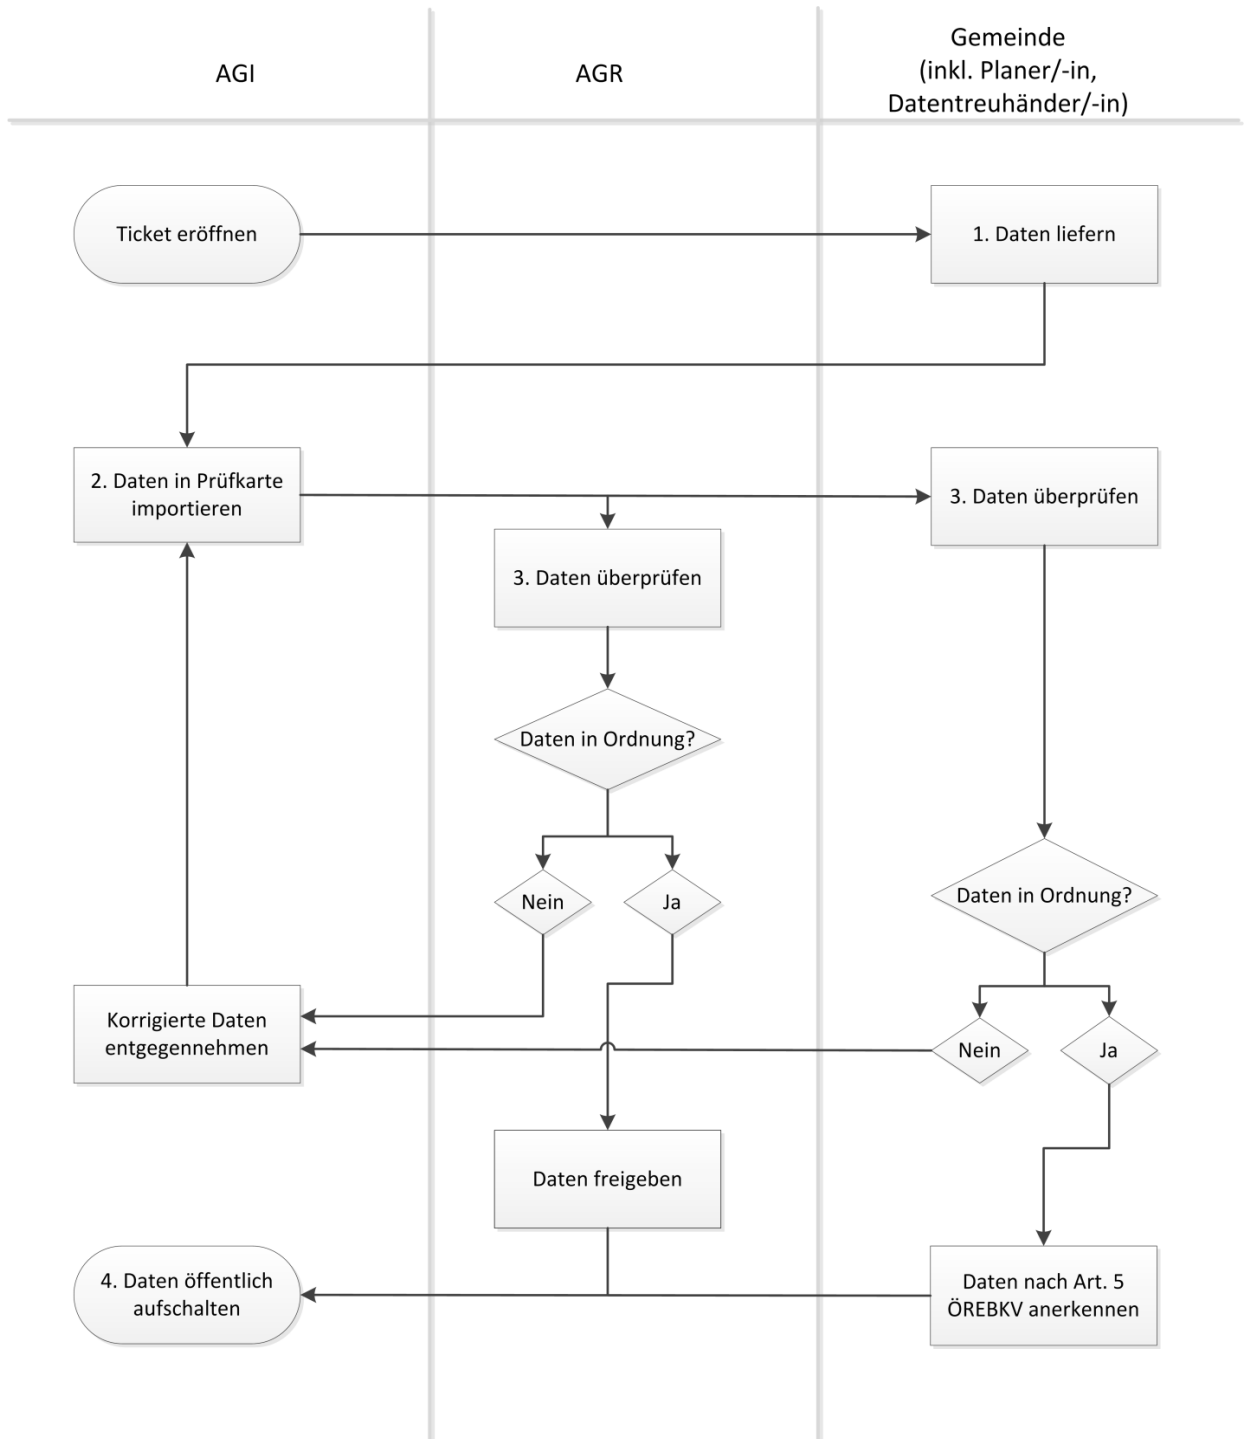 AGI
AGR
Gemeinde
(inkl. Planer/-in,
Datentreuhänder/-in)
Ticket eröffnen
1. Daten liefern
2. Daten in Prüfkarte
importieren
3. Daten überprüfen
3. Daten überprüfen
Daten in Ordnung?
Daten in Ordnung?
Nein
Ja
Korrigierte Daten
entgegennehmen
Nein
Ja
Daten freigeben
4. Daten öffentlich
aufschalten
Daten nach Art. 5
ÖREBKV anerkennen